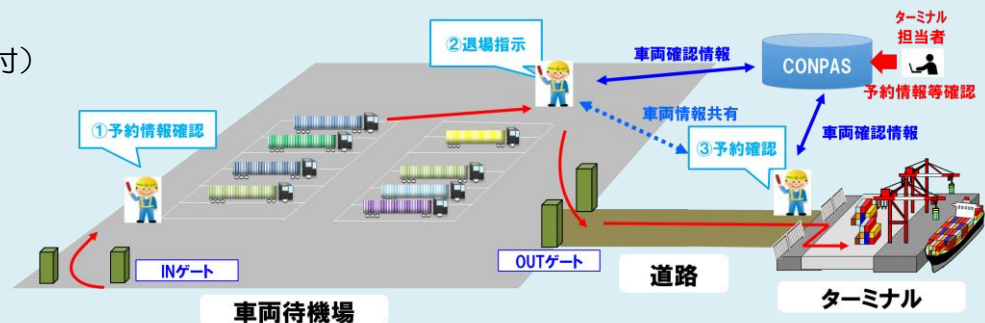 付）
②退場指示
車両確認情報
ターミナル
担当者
CONPAS
予約情報等確認
①予約情報確認
車両情報共有
車両確認情報
③予約確認
INゲート
OUTゲート
道路
ターミナル
車両待機場